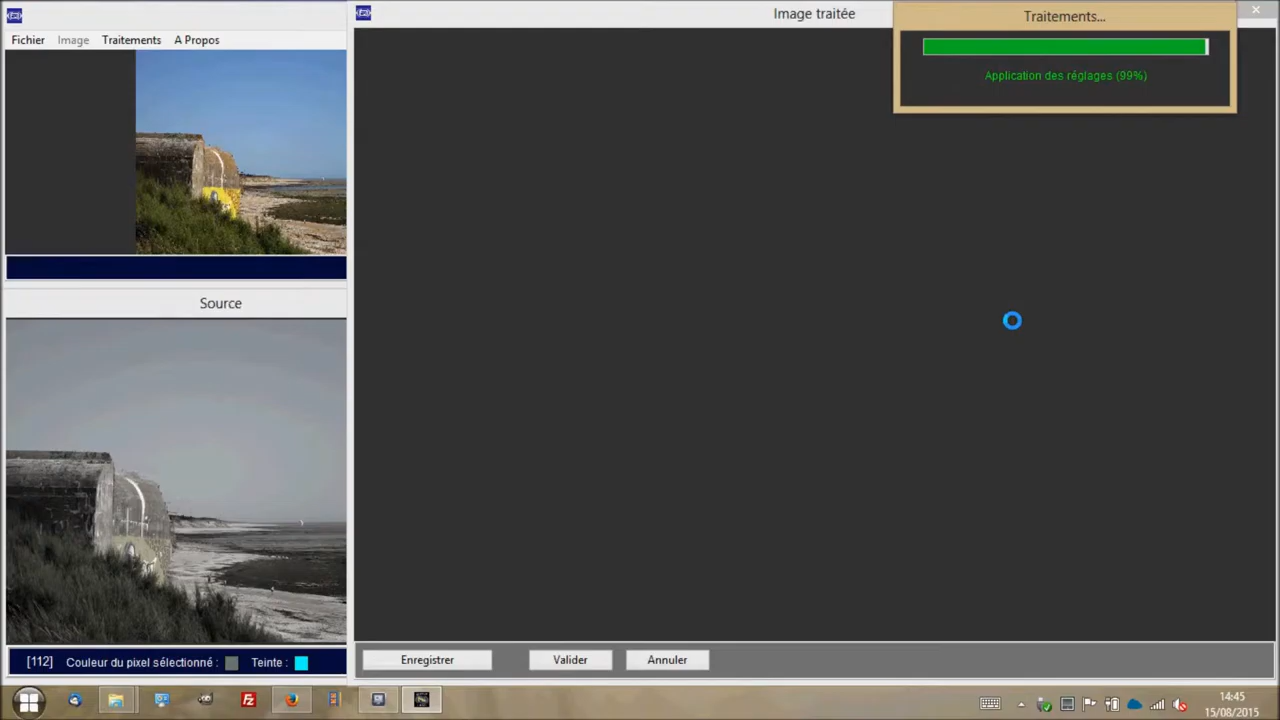 Image traitée
Traitements...
Fichier Image Traitements A Propos
Application des réglages (99%)
Source
[112] Couleur du pixel sélectionné : Teinte :
Enregistrer Valider Annuler
14:45
15/08/2015